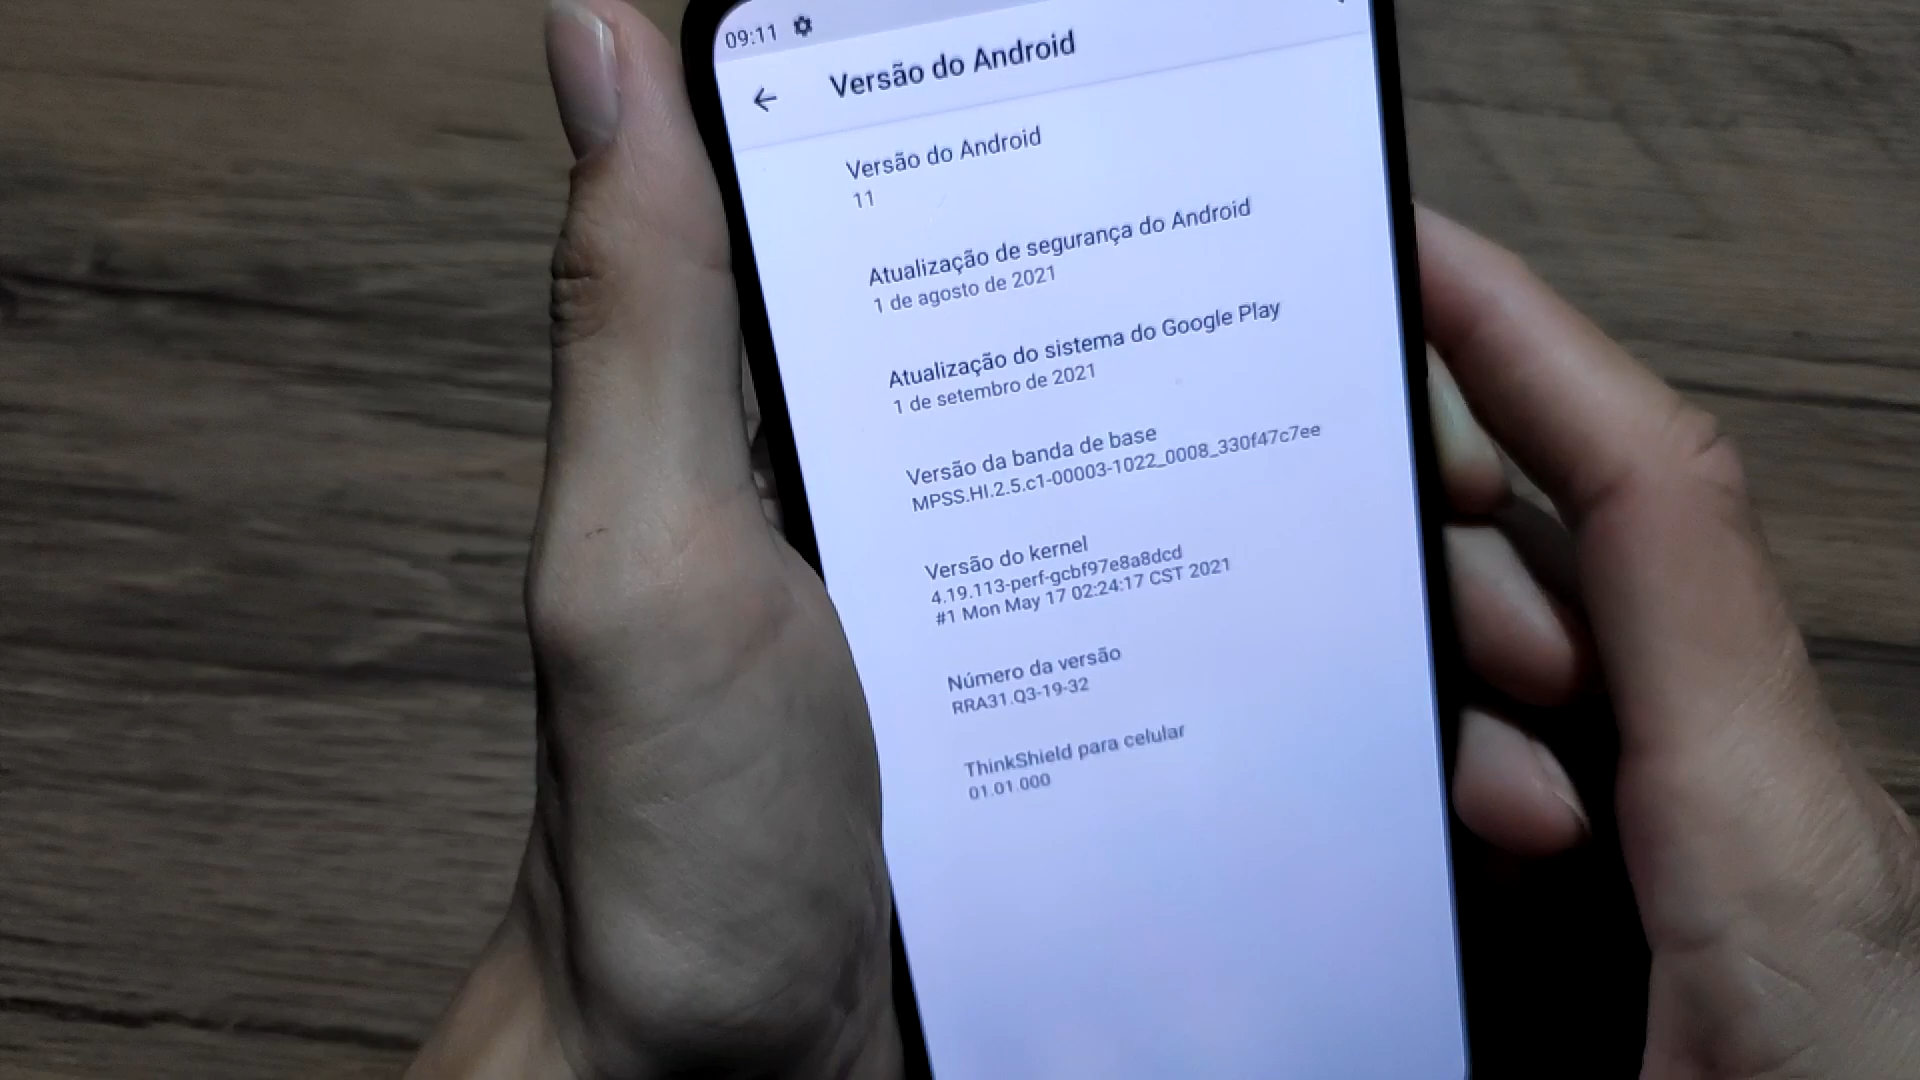 09:11
Versão do Android
Versão do Android
11
Atualização de segurança do Android
1 de agosto de 2021
Atualização do sistema do Google Play
1 de setembro de 2021
Versão da banda de base
MPSS.HI.2.5.c1-00003-1022_0008_330f47c7ee
Versão do kernel
4.19.113-perf-gcbf97e8a8dcd
#1 Mon May 17 02:24:17 CST 2021
Número da versão
RRA31.Q3-19-32
ThinkShield para celular
01.01.000